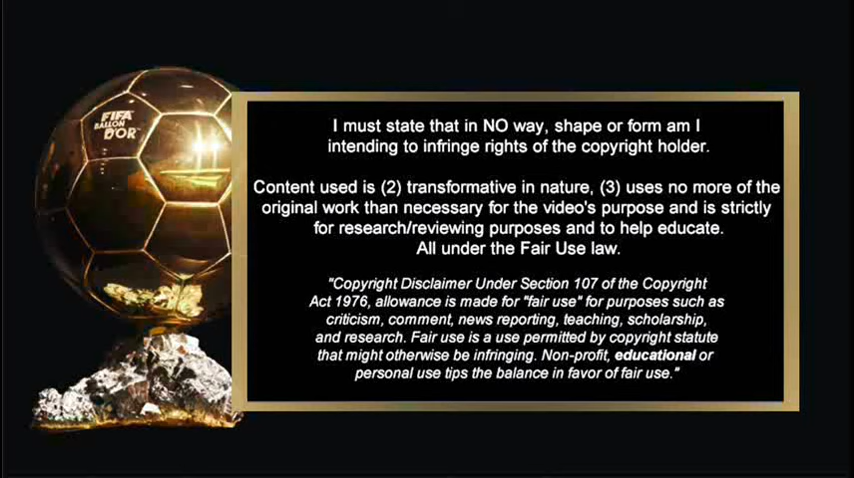 FIFA
BALLON
D'OR
I must state that in NO way, shape or form am I
intending to infringe rights of the copyright holder.
Content used is (2) transformative in nature, (3) uses no more of the
original work than necessary for the video's purpose and is strictly
for research/reviewing purposes and to help educate.
All under the Fair Use law.
"Copyright Disclaimer Under Section 107 of the Copyright
Act 1976, allowance is made for "fair use" for purposes such as
criticism, comment, news reporting, teaching, scholarship,
and research. Fair use is a use permitted by copyright statute
that might otherwise be infringing. Non-profit, educational or
personal use tips the balance in favor of fair use."